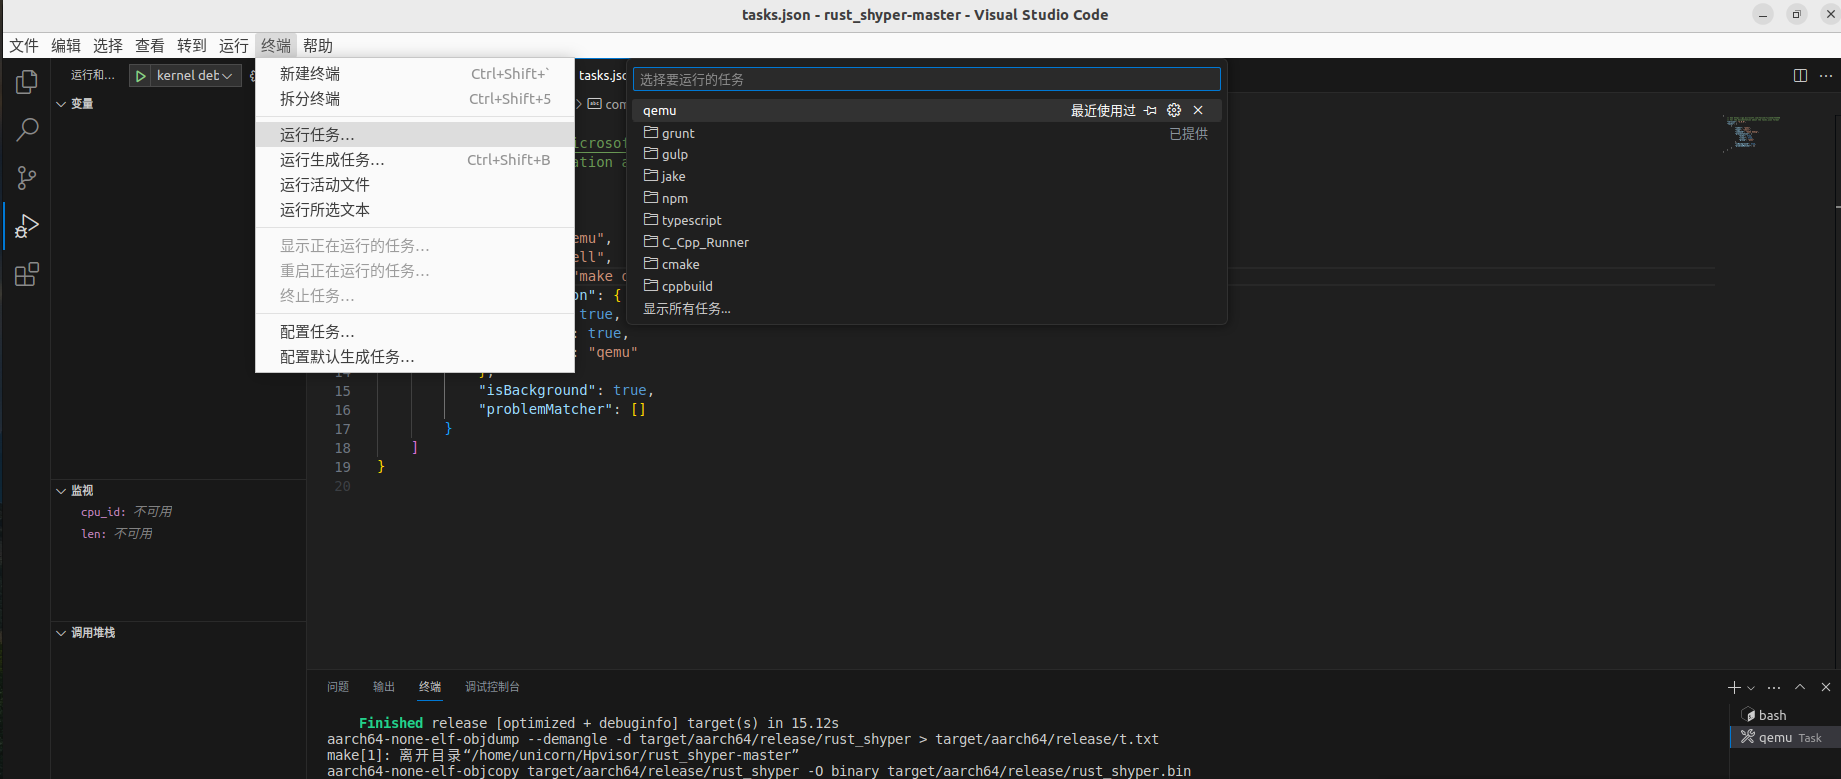 tasks.json - rust_shyper-master - Visual Studio Code
文件 编辑 选择 查看 转到 运行 终端 帮助
运行和... kernel det
tasks.jso
变量
com
新建终端 Ctrl+Shift+`
拆分终端 Ctrl+Shift+5
运行任务...
运行生成任务... Ctrl+Shift+B
运行活动文件
运行所选文本
显示正在运行的任务...
重启正在运行的任务...
终止任务...
配置任务...
配置默认生成任务...
选择要运行的任务
qemu 最近使用过
grunt 已提供
gulp
jake
npm
typescript
C_Cpp_Runner
cmake
cppbuild
显示所有任务...
icrosof
ation a
emu",
ell",
"make
on": {
true,
: true,
: "qemu"
14 },
15 "isBackground": true,
16 "problemMatcher": []
17 }
18 ]
19 }
20
监视
cpu_id: 不可用
len: 不可用
调用堆栈
问题 输出 终端 调试控制台
Finished release [optimized + debuginfo] target(s) in 15.12s
aarch64-none-elf-objdump --demangle -d target/aarch64/release/rust_shyper > target/aarch64/release/t.txt
make[1]: 离开目录“/home/unicorn/Hpvisor/rust_shyper-master”
aarch64-none-elf-objcopy target/aarch64/release/rust_shyper -O binary target/aarch64/release/rust_shyper.bin
bash
qemu Task